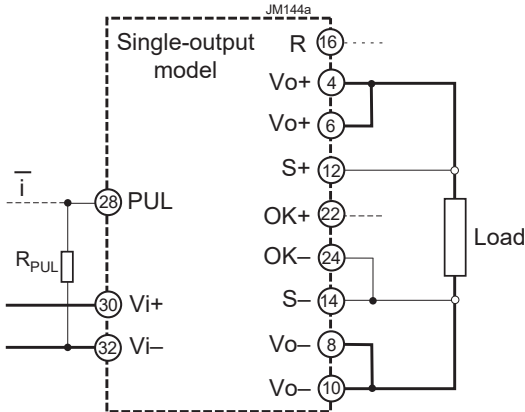 JM144a
Single-output
model
R 16
Vo+ 4
Vo+ 6
S+ 12
i
28 PUL
OK+ 22
Load
OK– 24
RPUL
S– 14
30 Vi+
32 Vi–
Vo– 8
Vo– 10